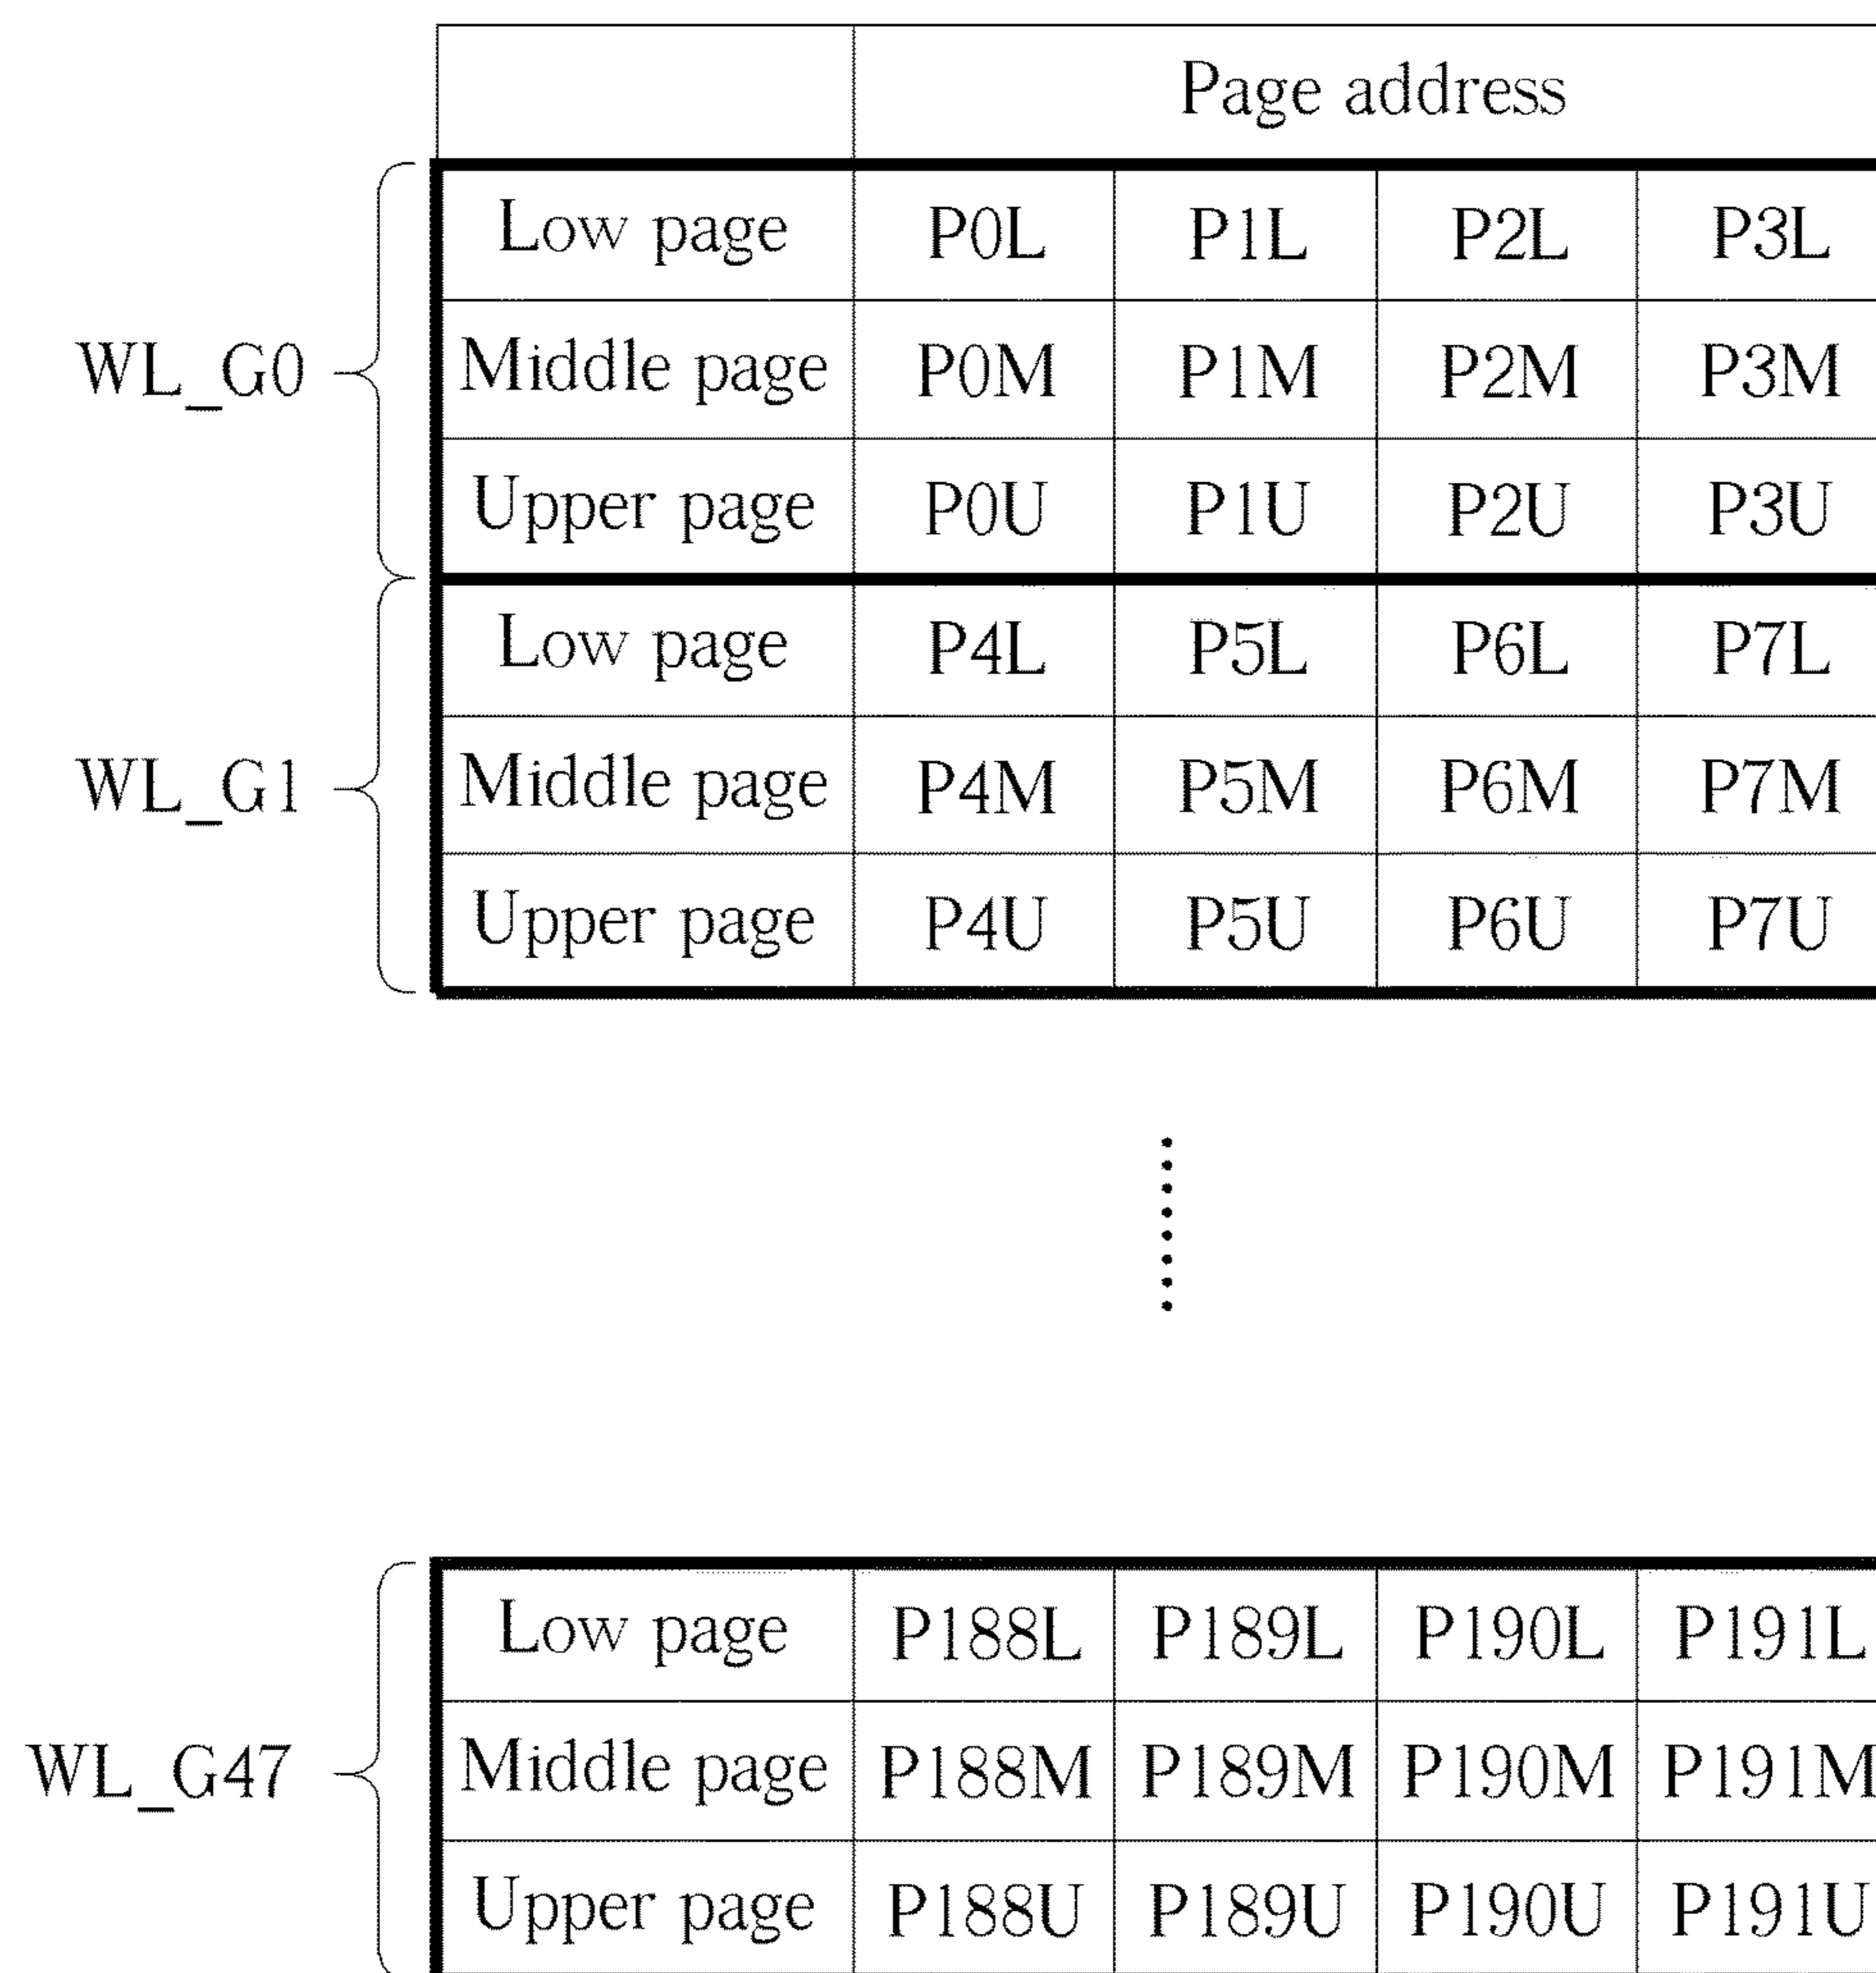 Page address
Low page P0L P1L P2L P3L
WL_G0 Middle page P0M P1M P2M P3M
Upper page P0U P1U P2U P3U
Low page P4L P5L P6L P7L
WL_G1 Middle page P4M P5M P6M P7M
Upper page P4U P5U P6U P7U
Low page P188L P189L P190L P191L
WL_G47 Middle page P188M P189M P190M P191M
Upper page P188U P189U P190U P191U